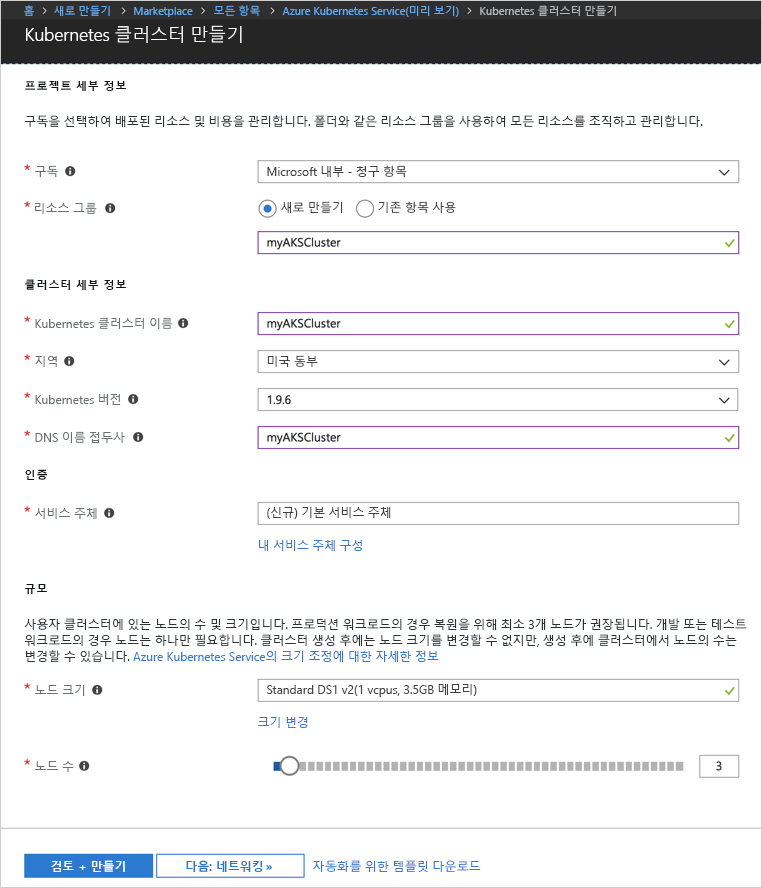 홈 > 새로 만들기 > Marketplace > 모든 항목 > Azure Kubernetes Service(미리 보기) > Kubernetes 클러스터 만들기
Kubernetes 클러스터 만들기
프로젝트 세부 정보
구독을 선택하여 배포된 리소스 및 비용을 관리합니다. 폴더와 같은 리소스 그룹을 사용하여 모든 리소스를 조직하고 관리합니다.
* 구독 Microsoft 내부 - 청구 항목
* 리소스 그룹 새로 만들기 기존 항목 사용
myAKSCluster
클러스터 세부 정보
* Kubernetes 클러스터 이름 myAKSCluster
* 지역 미국 동부
* Kubernetes 버전 1.9.6
* DNS 이름 접두사 myAKSCluster
인증
* 서비스 주체 (신규) 기본 서비스 주체
내 서비스 주체 구성
규모
사용자 클러스터에 있는 노드의 수 및 크기입니다. 프로덕션 워크로드의 경우 복원을 위해 최소 3개 노드가 권장됩니다. 개발 또는 테스트
워크로드의 경우 노드는 하나만 필요합니다. 클러스터 생성 후에는 노드 크기를 변경할 수 없지만, 생성 후에 클러스터에서 노드의 수는
변경할 수 있습니다. Azure Kubernetes Service의 크기 조정에 대한 자세한 정보
* 노드 크기 Standard DS1 v2(1 vcpus, 3.5GB 메모리)
크기 변경
* 노드 수 3
검토 + 만들기 다음: 네트워킹 » 자동화를 위한 템플릿 다운로드